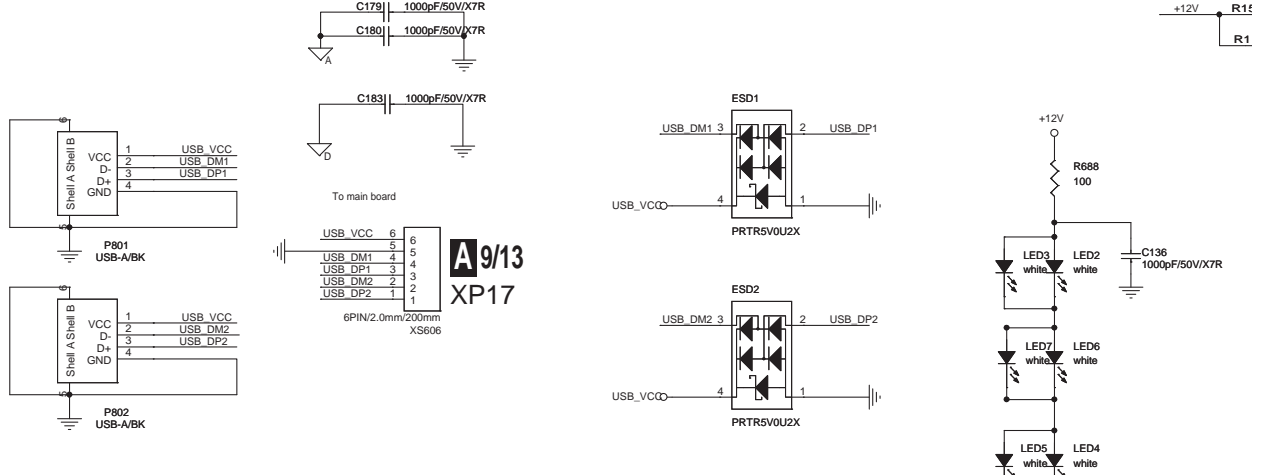 C179 1000pF/50V/X7R
C180 1000pF/50V/X7R
A
C183 1000pF/50V/X7R
D
6
Shell A Shell B
VCC 1 USB_VCC
D- 2 USB_DM1
D+ 3 USB_DP1
GND 4
5
P801
USB-A/BK
6
Shell A Shell B
VCC 1 USB_VCC
D- 2 USB_DM2
D+ 3 USB_DP2
GND 4
5
P802
USB-A/BK
To main board
USB_VCC 6 6
5 5
USB_DM1 4 4
USB_DP1 3 3
USB_DM2 2 2
USB_DP2 1 1
6PIN/2.0mm/200mm
XS606
A 9/13
XP17
ESD1
USB_DM1 3 2 USB_DP1
USB_VCC 4 1
PRTR5V0U2X
ESD2
USB_DM2 3 2 USB_DP2
USB_VCC 4 1
PRTR5V0U2X
+12V R15
R1
+12V
R688
100
C136
1000pF/50V/X7R
LED3 LED2
white white
LED7 LED6
white white
LED5 LED4
white white